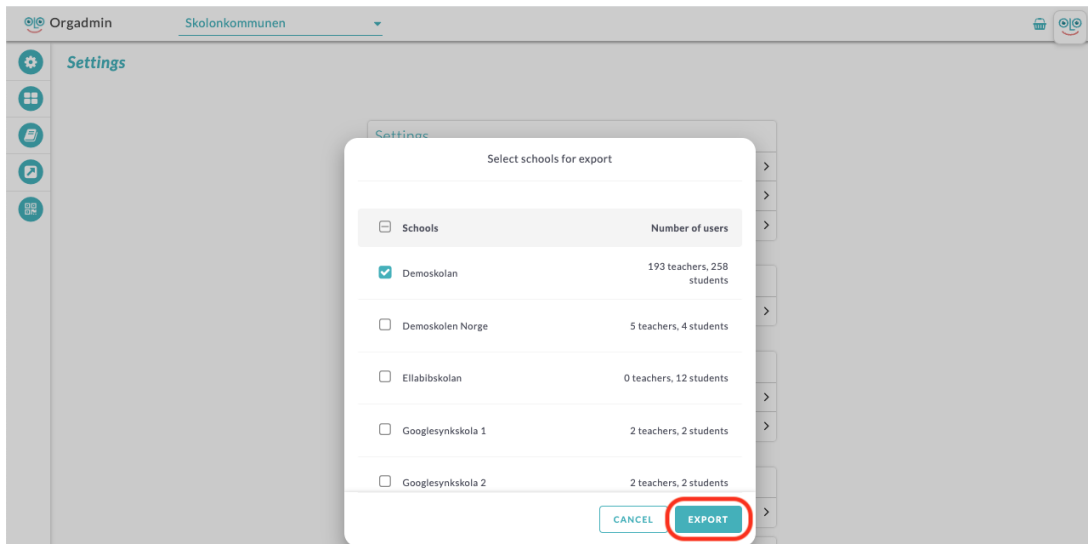 Orgadmin
Skolonkommunen
Settings
Settings
Select schools for export
Schools
Number of users
Demoskolan
193 teachers, 258
students
Demoskolen Norge
5 teachers, 4 students
Ellabibskolan
0 teachers, 12 students
Googlesynkskola 1
2 teachers, 2 students
Googlesynkskola 2
2 teachers, 2 students
CANCEL
EXPORT